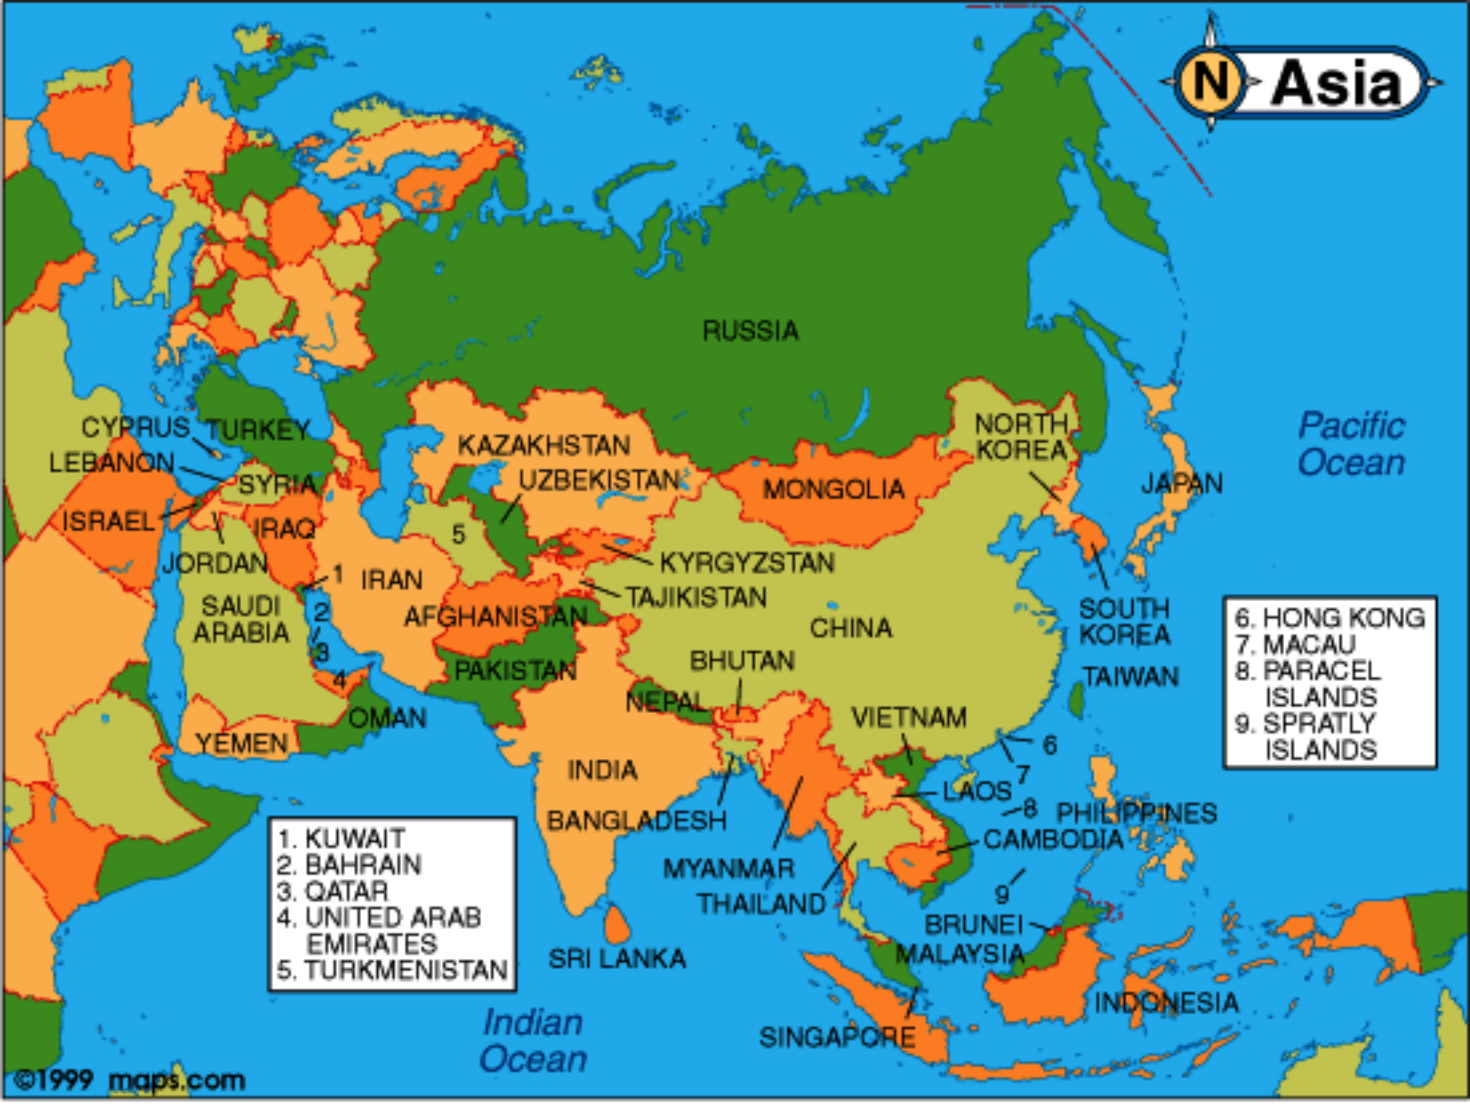 N Asia
RUSSIA
Pacific
Ocean
NORTH
KOREA
CYPRUS
TURKEY
KAZAKHSTAN
LEBANON
SYRIA
UZBEKISTAN
MONGOLIA
JAPAN
ISRAEL
IRAQ
5
JORDAN
KYRGYZSTAN
1
IRAN
TAJIKISTAN
SAUDI
ARABIA
2
AFGHANISTAN
SOUTH
KOREA
CHINA
3
PAKISTAN
BHUTAN
TAIWAN
4
NEPAL
OMAN
VIETNAM
YEMEN
6
INDIA
7
LAOS
8
PHILIPPINES
BANGLADESH
CAMBODIA
MYANMAR
9
THAILAND
BRUNEI
SRI LANKA
MALAYSIA
INDONESIA
SINGAPORE
Indian
Ocean
6. HONG KONG
7. MACAU
8. PARACEL
ISLANDS
9. SPRATLY
ISLANDS
1. KUWAIT
2. BAHRAIN
3. QATAR
4. UNITED ARAB
EMIRATES
5. TURKMENISTAN
©1999 maps.com